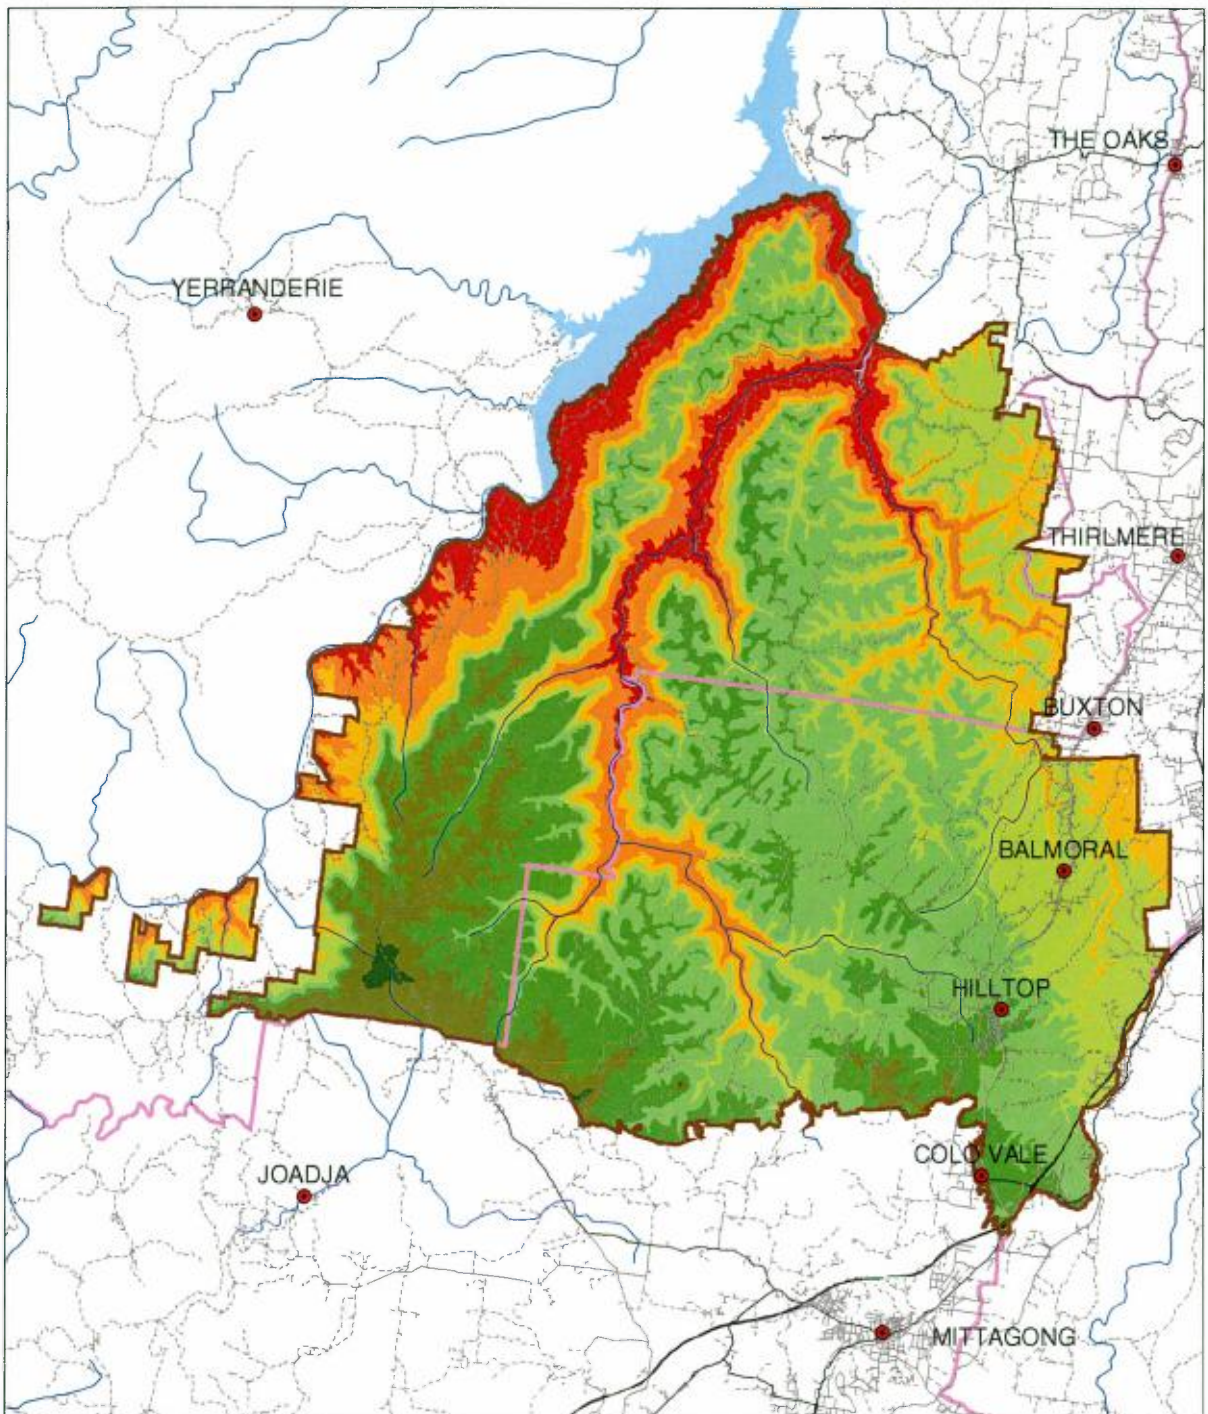 THE OAKS
YERRANDERIE
THIRLMERE
BUXTON
BALMORAL
HILLTOP
COLO VALE
JOADJA
MITTAGONG